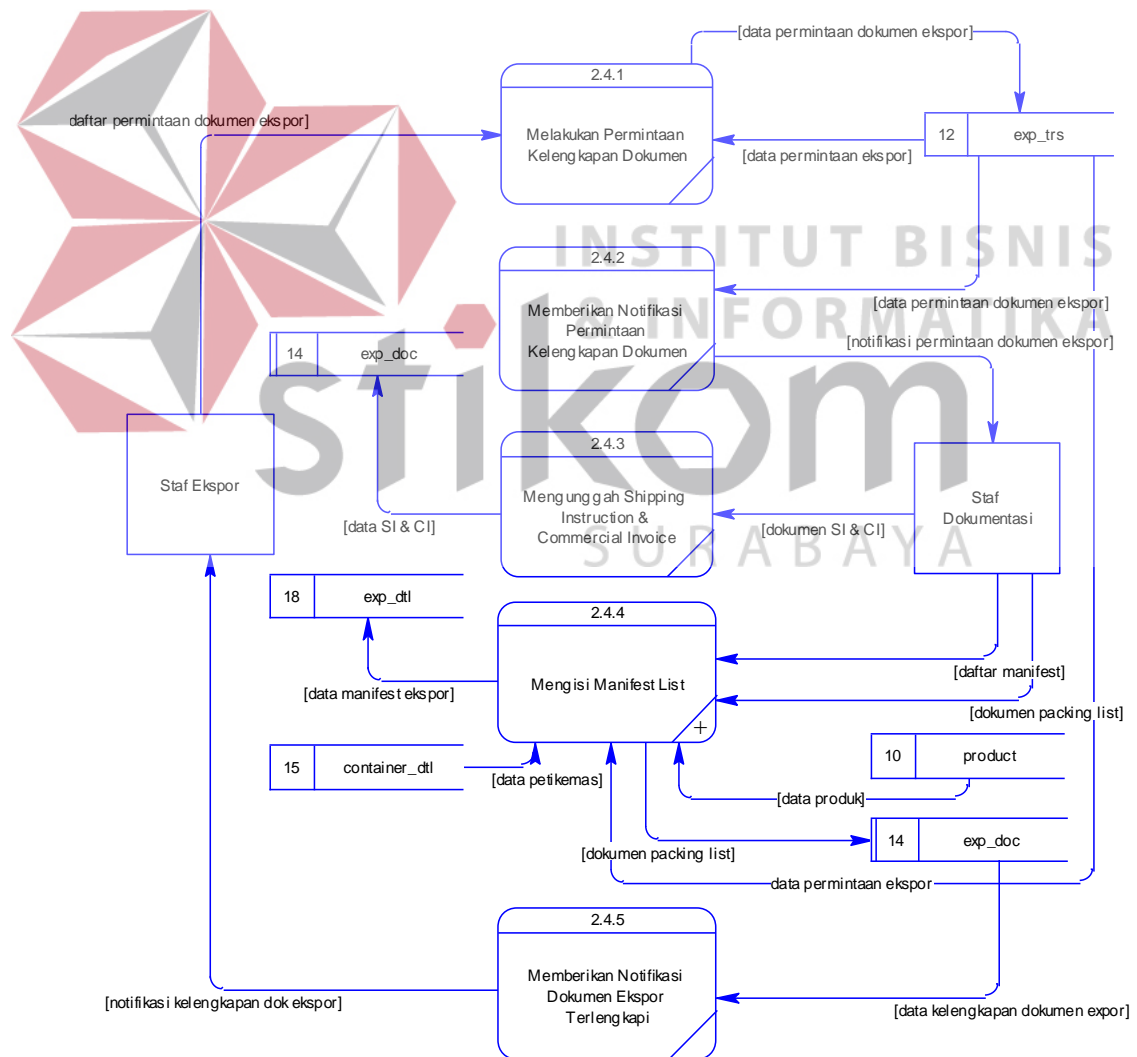 [data permintaan dokumen ekspor]
2.4.1
Melakukan Permintaan
Kelengkapan Dokumen
daftar permintaan dokumen ekspor]
12
exp_trs
[data permintaan ekspor]
INSTITUT BISNIS
& INFORMATIKA
stikom
SURABAYA
2.4.2
Memberikan Notifikasi
Permintaan
Kelengkapan Dokumen
[data permintaan dokumen ekspor]
[notifikasi permintaan dokumen ekspor]
14
exp_doc
2.4.3
Mengunggah Shipping
Instruction &
Commercial Invoice
Staf Ekspor
Staf
Dokumentasi
[data SI & CI]
[dokumen SI & CI]
18
exp_dtl
2.4.4
Mengisi Manifest List
+
[daftar manifest]
[data manifest ekspor]
[dokumen packing list]
15
container_dtl
[data petikemas]
10
product
[data produk]
14
exp_doc
[dokumen packing list]
data permintaan ekspor
2.4.5
Memberikan Notifikasi
Dokumen Ekspor
Terlengkapi
[notifikasi kelengkapan dok ekspor]
[data kelengkapan dokumen expor]